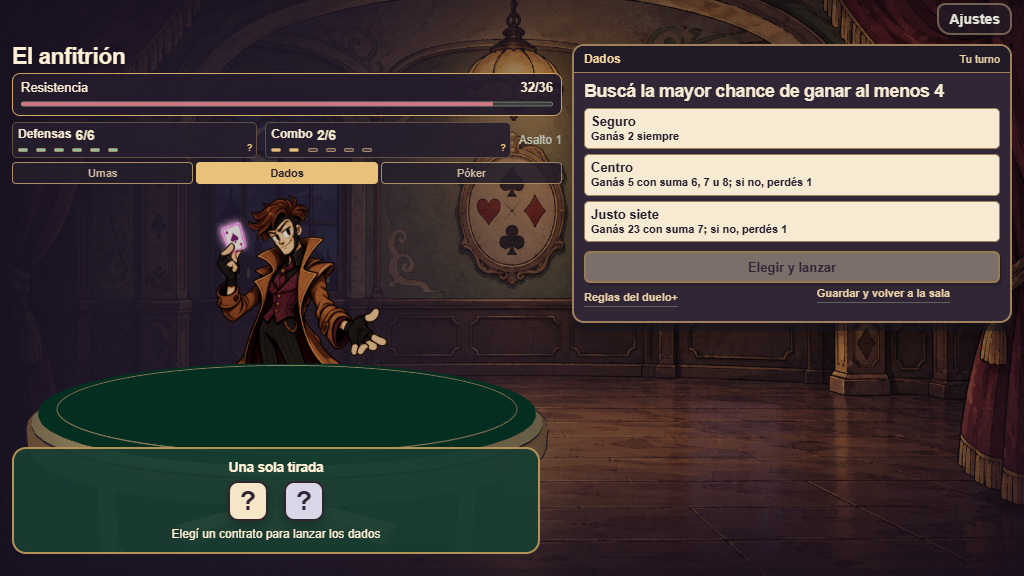 Ajustes
El anfitrión
Resistencia 32/36
Defensas 6/6 ?
Combo 2/6 ?
Asalto 1
Urnas Dados Póker
Dados Tu turno
Buscá la mayor chance de ganar al menos 4
Seguro
Ganás 2 siempre
Centro
Ganás 5 con suma 6, 7 u 8; si no, perdés 1
Justo siete
Ganás 23 con suma 7; si no, perdés 1
Elegir y lanzar
Reglas del duelo+ Guardar y volver a la sala
Una sola tirada
? ?
Elegí un contrato para lanzar los dados